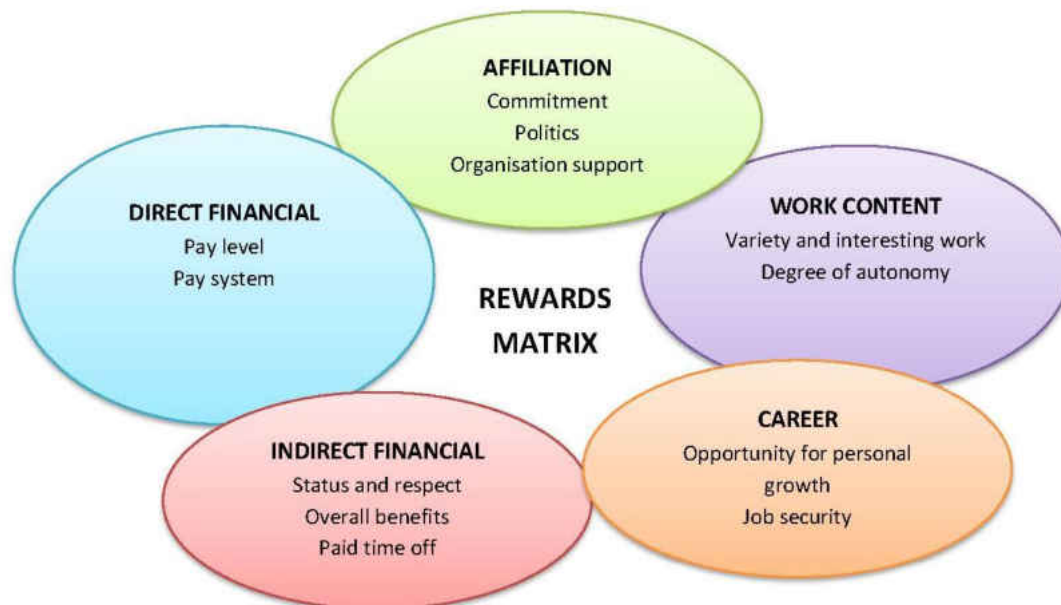 AFFILIATION
Commitment
Politics
Organisation support
DIRECT FINANCIAL
Pay level
Pay system
WORK CONTENT
Variety and interesting work
Degree of autonomy
REWARDS
MATRIX
INDIRECT FINANCIAL
Status and respect
Overall benefits
Paid time off
CAREER
Opportunity for personal
growth
Job security